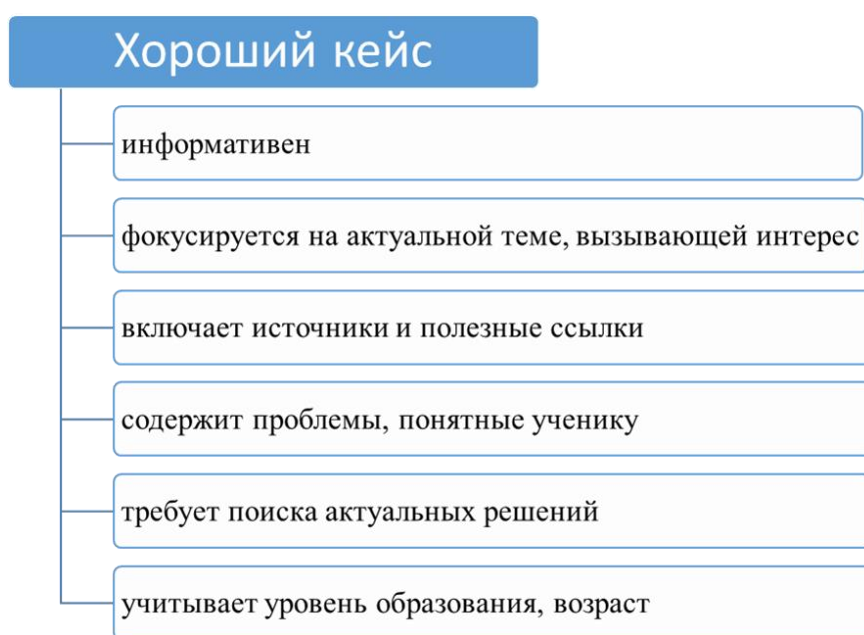 Хороший кейс
информативен
фокусируется на актуальной теме, вызывающей интерес
включает источники и полезные ссылки
содержит проблемы, понятные ученику
требует поиска актуальных решений
учитывает уровень образования, возраст